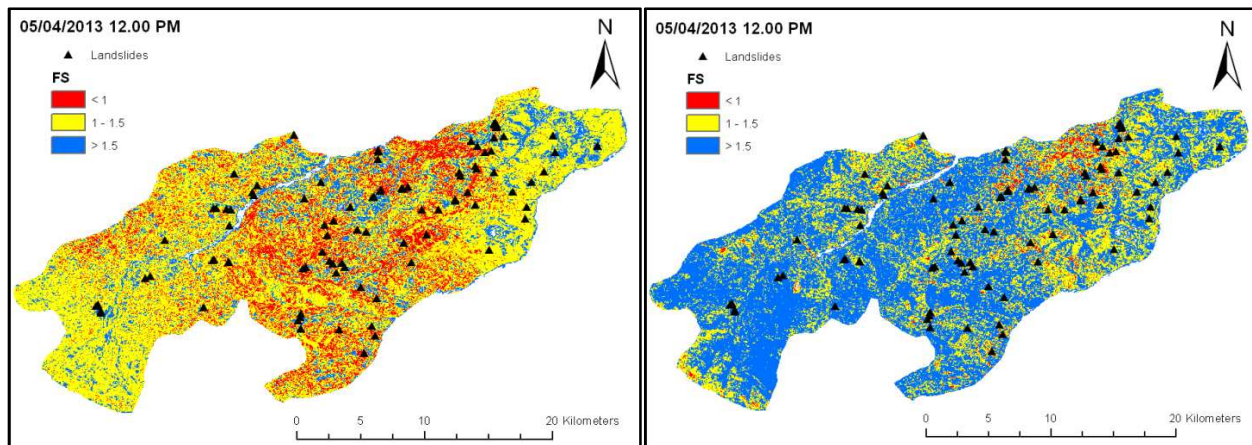 05/04/2013 12.00 PM
N
▲ Landslides
FS
< 1
1 - 1.5
> 1.5
0 5 10 20 Kilometers
05/04/2013 12.00 PM
N
▲ Landslides
FS
< 1
1 - 1.5
> 1.5
0 5 10 20 Kilometers